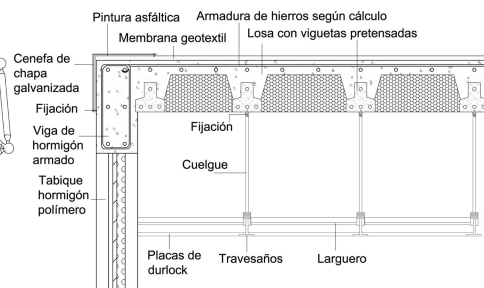 Pintura asfáltica
Armadura de hierros según cálculo
Membrana geotextil
Losa con viguetas pretensadas
Cenefa de
chapa
galvanizada
Fijación
Viga de
hormigón
armado
Tabique
hormigón
polímero
Fijación
Cuelgue
Placas de
durlock
Travesaños
Larguero